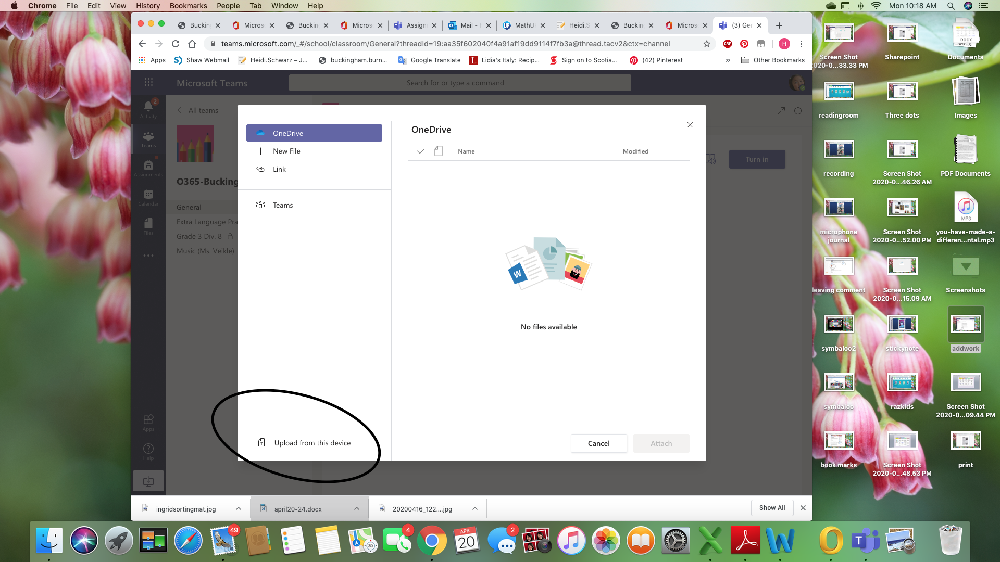 Chrome File Edit View History Bookmarks People Tab Window Help Mon 10:18 AM
Buckin Micros Buckin Micros Assign Mail - MathU Heidi.S Buckin Micros (3) Ger
teams.microsoft.com/_#/school/classroom/General?threadId=19:aa35f602040f4a91af19dd9114f7fb3a@thread.tacv2&ctx=channel ABP H
Apps Shaw Webmail Heidi.Schwarz – J... buckingham.burn... Google Translate Lidia's Italy: Recip... Sign on to Scotia... (42) Pinterest » Other Bookmarks
Microsoft Teams Search for or type a command
2
Activity
Teams
Assignments
Calendar
Files
Apps
Help
All teams
O365-Bucking
General
Extra Language Pra
Grade 3 Div. 8
Music (Ms. Veikle)
Turn in
OneDrive
New File
Link
Teams
Upload from this device
OneDrive
Name Modified
W
No files available
Cancel Attach
ingridsortingmat.jpg april20-24.docx 20200416_122....jpg Show All
Screen Shot
2020-0...33.33 PM
Sharepoint
DOCX
Documents
readingroom
Three dots
Images
recording
Screen Shot
2020-0...46.26 AM
PDF Documents
microphone
journal
Screen Shot
2020-0...52.00 PM
MP3
you-have-made-a-
differen...ntal.mp3
leaving comment
Screen Shot
2020-0...15.09 AM
Screenshots
symbaloo2
stickynote
addwork
symbaloo
razkids
Screen Shot
2020-0...09.44 PM
book marks
Screen Shot
2020-0...48.53 PM
print
49 3D 4 APR 20 2 W T